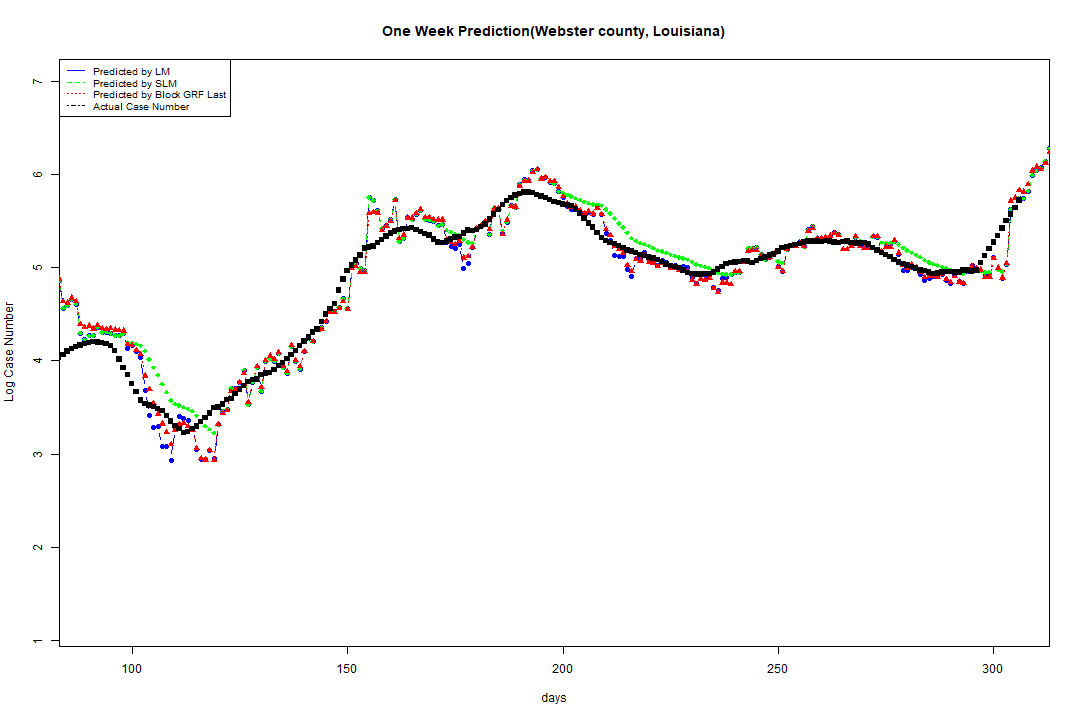 One Week Prediction(Webster county, Louisiana)
Predicted by LM
Predicted by SLM
Predicted by Block GRF Last
Actual Case Number
7
6
5
4
3
2
1
Log Case Number
100 150 200 250 300
days